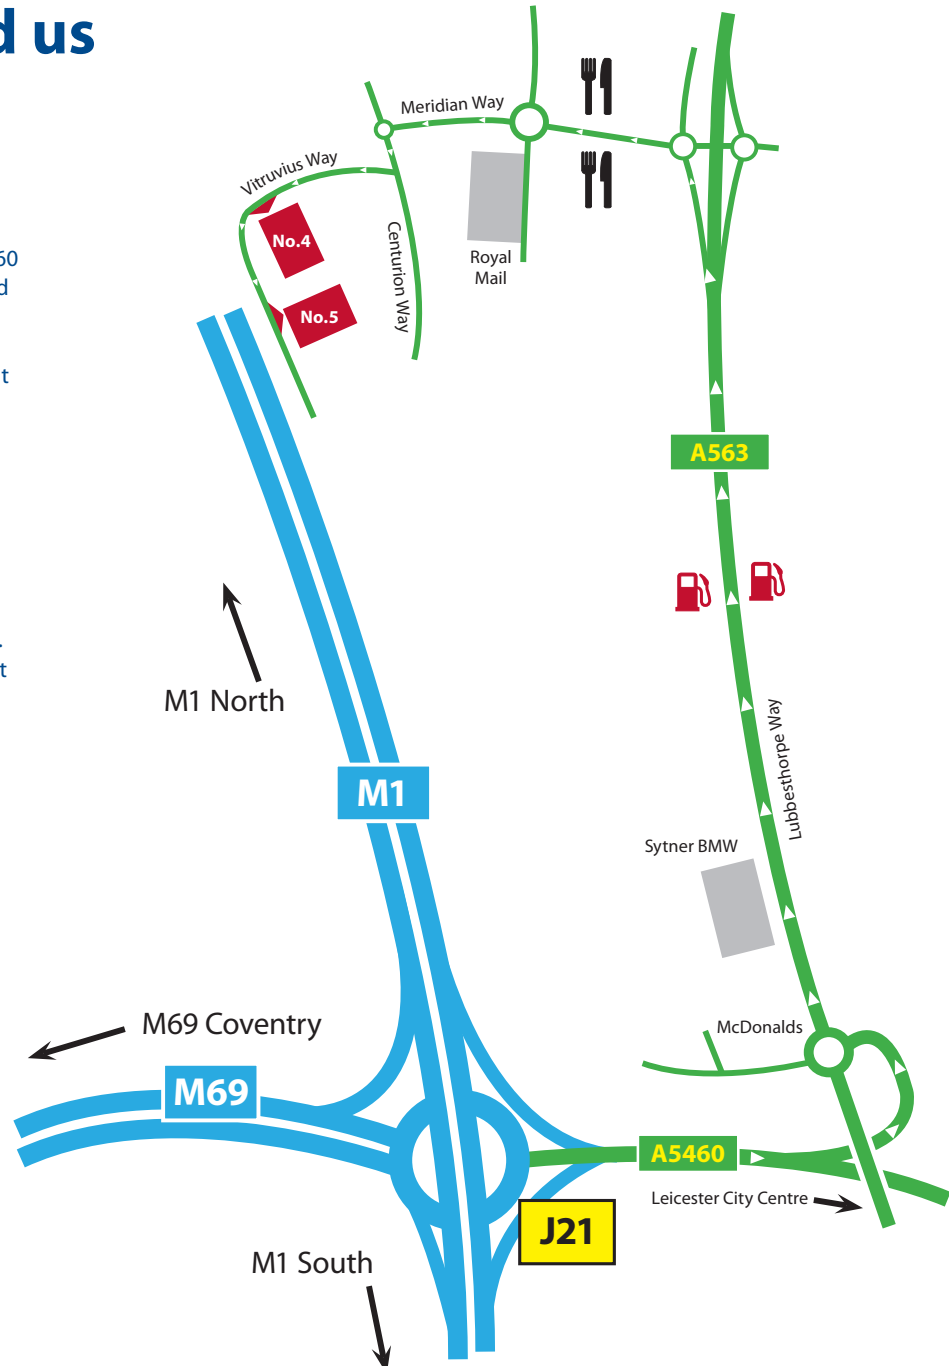 d us
Meridian Way
Vitruvius Way
No.4
Centurion Way
Royal
Mail
60
d
No.5
t
A563
.
t
M1 North
Lubbesthorpe Way
M1
Sytner BMW
M69 Coventry
McDonalds
M69
A5460
Leicester City Centre
J21
M1 South